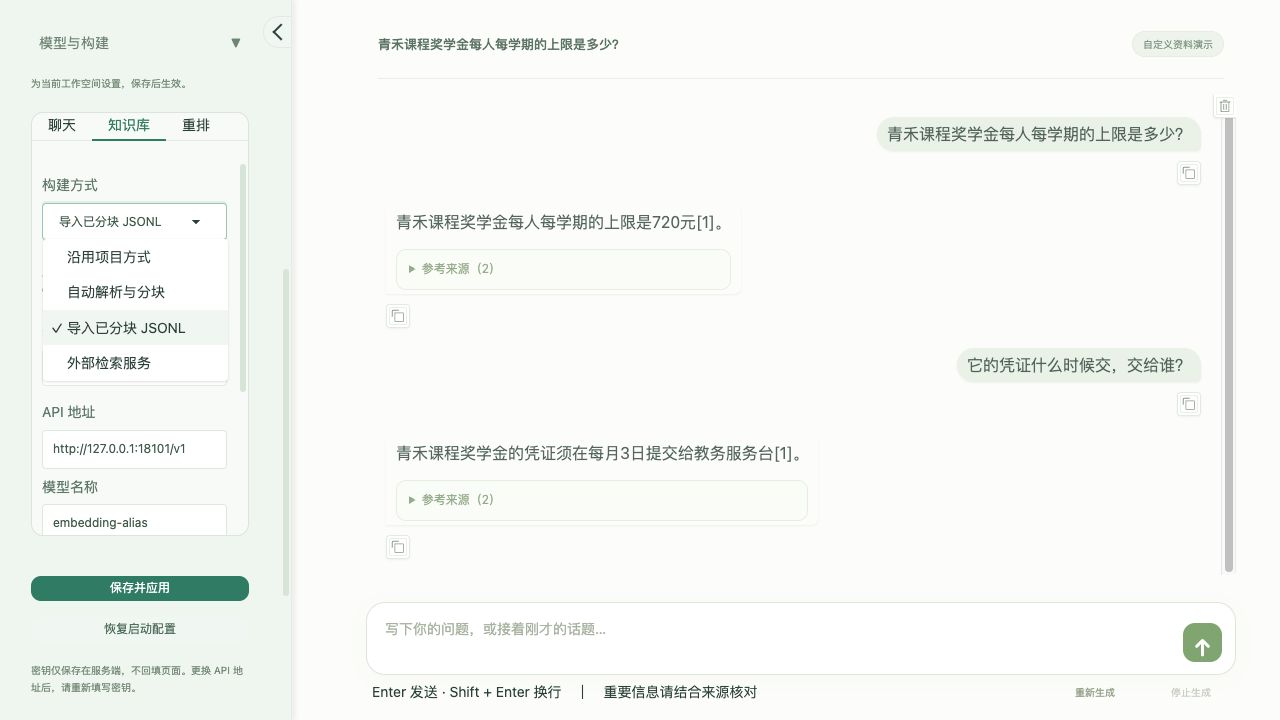 模型与构建
为当前工作空间设置，保存后生效。
聊天 知识库 重排
构建方式
导入已分块 JSONL
沿用项目方式
自动解析与分块
导入已分块 JSONL
外部检索服务
API 地址
http://127.0.0.1:18101/v1
模型名称
embedding-alias
保存并应用
恢复启动配置
密钥仅保存在服务端，不回填页面。更换 API 地
址后，请重新填写密钥。
青禾课程奖学金每人每学期的上限是多少?
自定义资料演示
青禾课程奖学金每人每学期的上限是多少?
青禾课程奖学金每人每学期的上限是720元[1]。
参考来源（2）
它的凭证什么时候交，交给谁?
青禾课程奖学金的凭证须在每月3日提交给教务服务台[1]。
参考来源（2）
写下你的问题，或接着刚才的话题...
Enter 发送 · Shift + Enter 换行 | 重要信息请结合来源核对
重新生成
停止生成